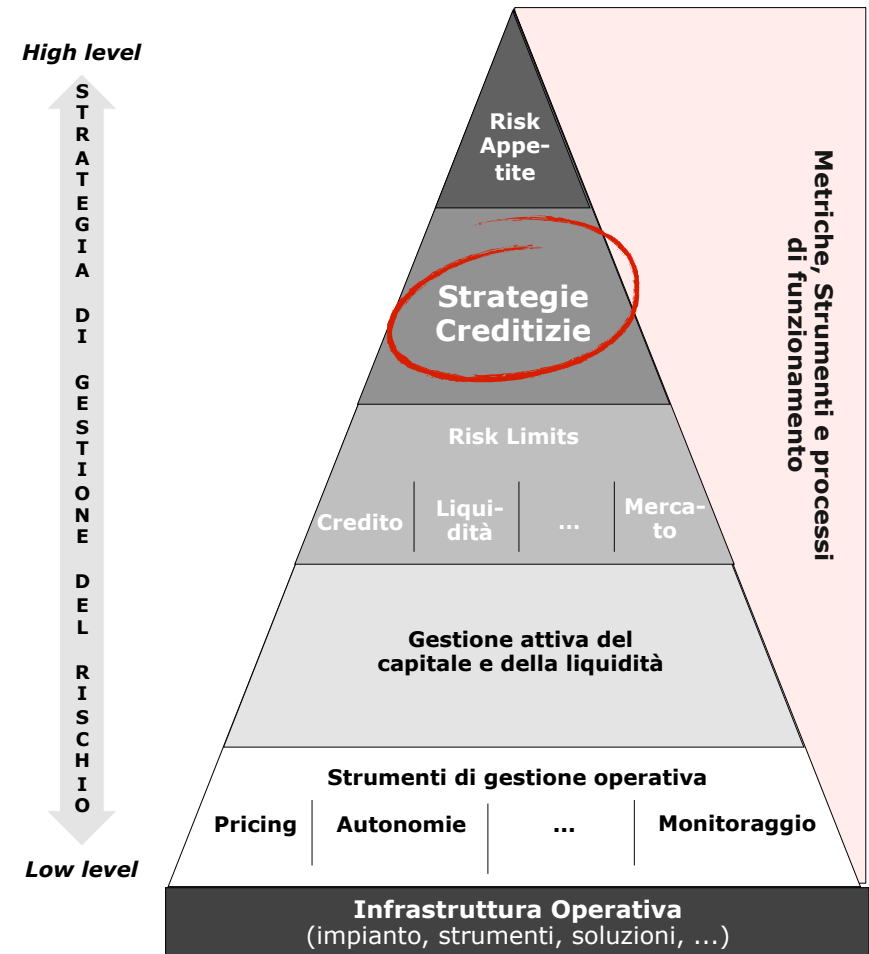 High level
STRATEGIA DI GESTIONE DEL RISCHIO
Low level
Risk
Appe-
tite
Strategie
Creditizie
Risk Limits
Credito
Liqui-
dità
...
Merca-
to
Gestione attiva del
capitale e della liquidità
Strumenti di gestione operativa
Pricing
Autonomie
...
Monitoraggio
Infrastruttura Operativa
(impianto, strumenti, soluzioni, ...)
Metriche, Strumenti e processi
di funzionamento